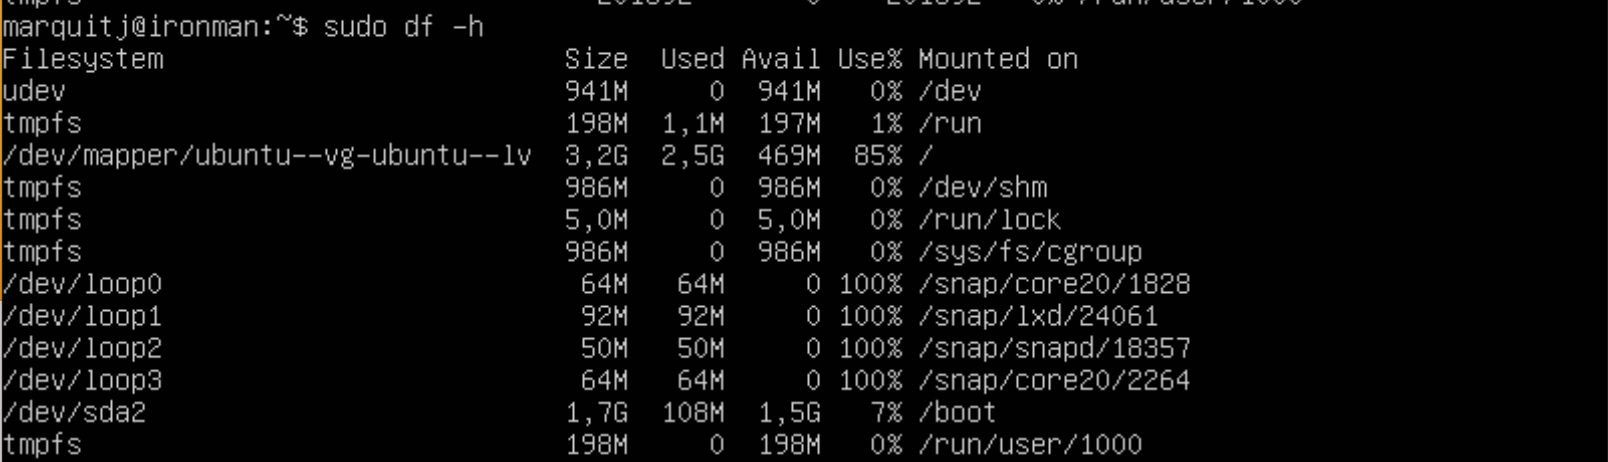 marquitj@ironman:~$ sudo df -h
Filesystem                         Size  Used Avail Use% Mounted on
udev                               941M     0  941M   0% /dev
tmpfs                              198M  1,1M  197M   1% /run
/dev/mapper/ubuntu--vg-ubuntu--lv  3,2G  2,5G  469M  85% /
tmpfs                              986M     0  986M   0% /dev/shm
tmpfs                              5,0M     0  5,0M   0% /run/lock
tmpfs                              986M     0  986M   0% /sys/fs/cgroup
/dev/loop0                          64M   64M     0 100% /snap/core20/1828
/dev/loop1                          92M   92M     0 100% /snap/lxd/24061
/dev/loop2                          50M   50M     0 100% /snap/snapd/18357
/dev/loop3                          64M   64M     0 100% /snap/core20/2264
/dev/sda2                          1,7G  108M  1,5G   7% /boot
tmpfs                              198M     0  198M   0% /run/user/1000